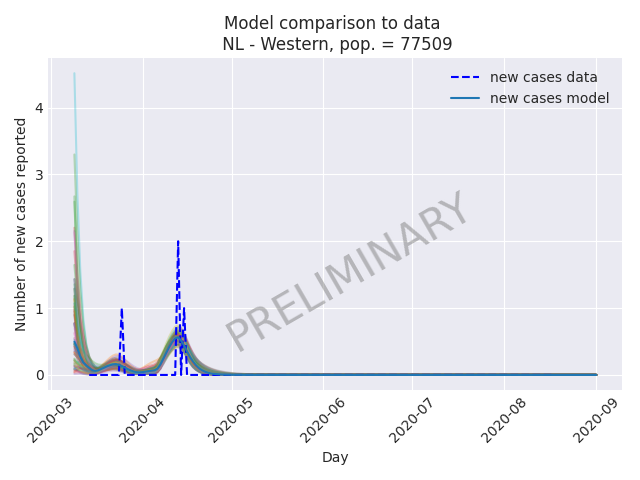 Model comparison to data
NL - Western, pop. = 77509
new cases data
new cases model
Number of new cases reported
4
3
2
1
0
PRELIMINARY
2020-03
2020-04
2020-05
2020-06
2020-07
2020-08
2020-09
Day